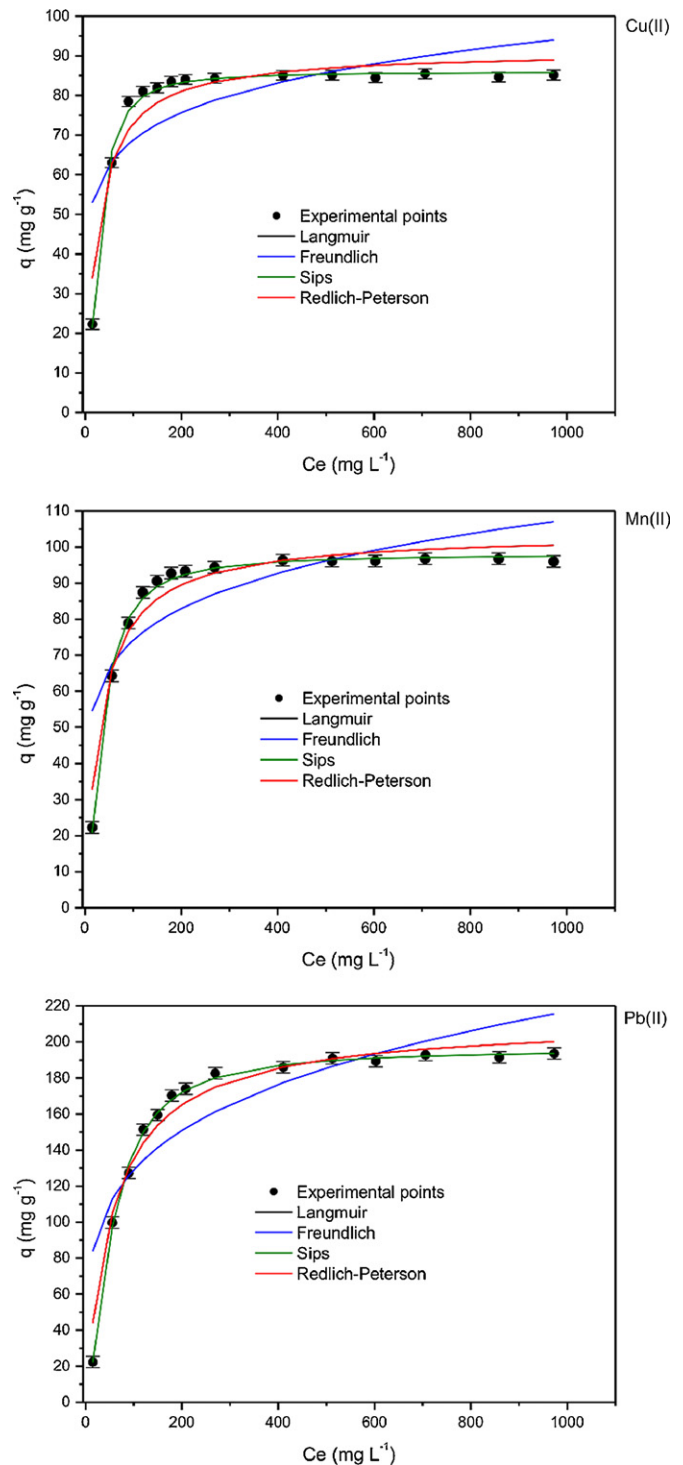 Cu(II)
100
90
80
70
60
50
40
30
20
10
0
q (mg g-1)
Experimental points
Langmuir
Freundlich
Sips
Redlich-Peterson
0 200 400 600 800 1000
Ce (mg L-1)
Mn(II)
110
100
90
80
70
60
50
40
30
20
10
0
q (mg g-1)
Experimental points
Langmuir
Freundlich
Sips
Redlich-Peterson
0 200 400 600 800 1000
Ce (mg L-1)
Pb(II)
220
200
180
160
140
120
100
80
60
40
20
0
q (mg g-1)
Experimental points
Langmuir
Freundlich
Sips
Redlich-Peterson
0 200 400 600 800 1000
Ce (mg L-1)